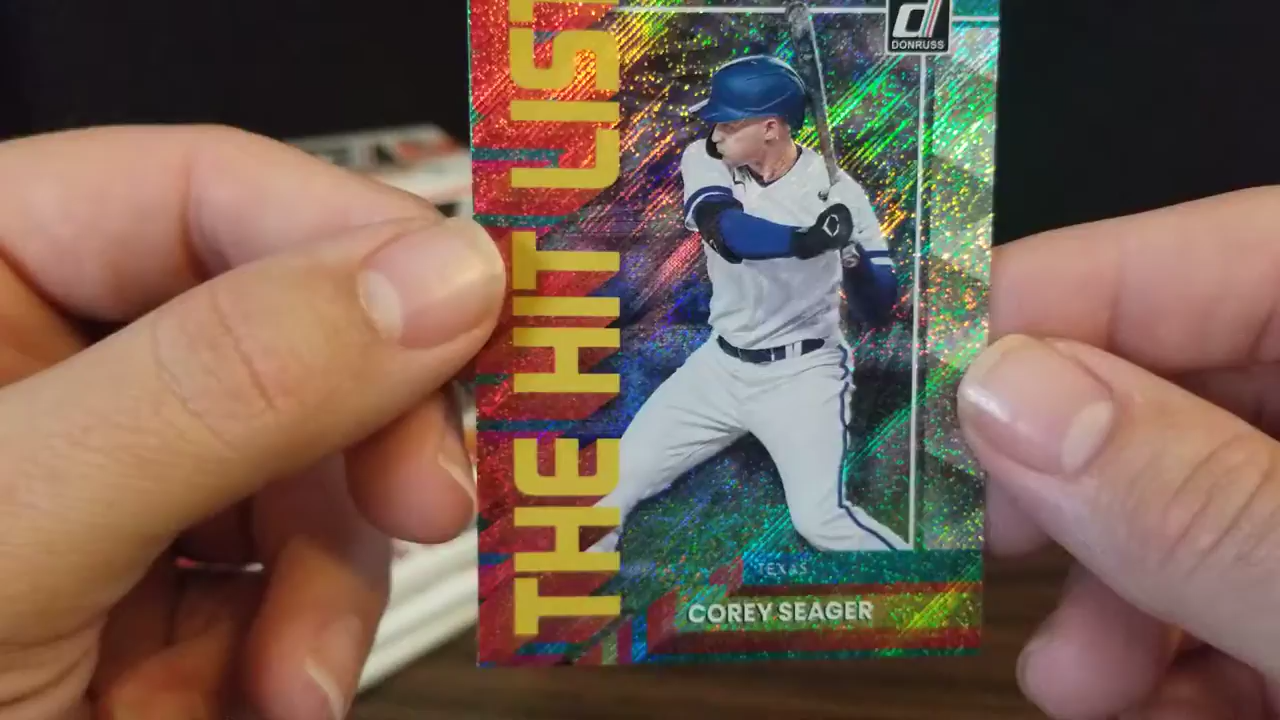 THE HIT LIST
d
DONRUSS
TEXAS
COREY SEAGER